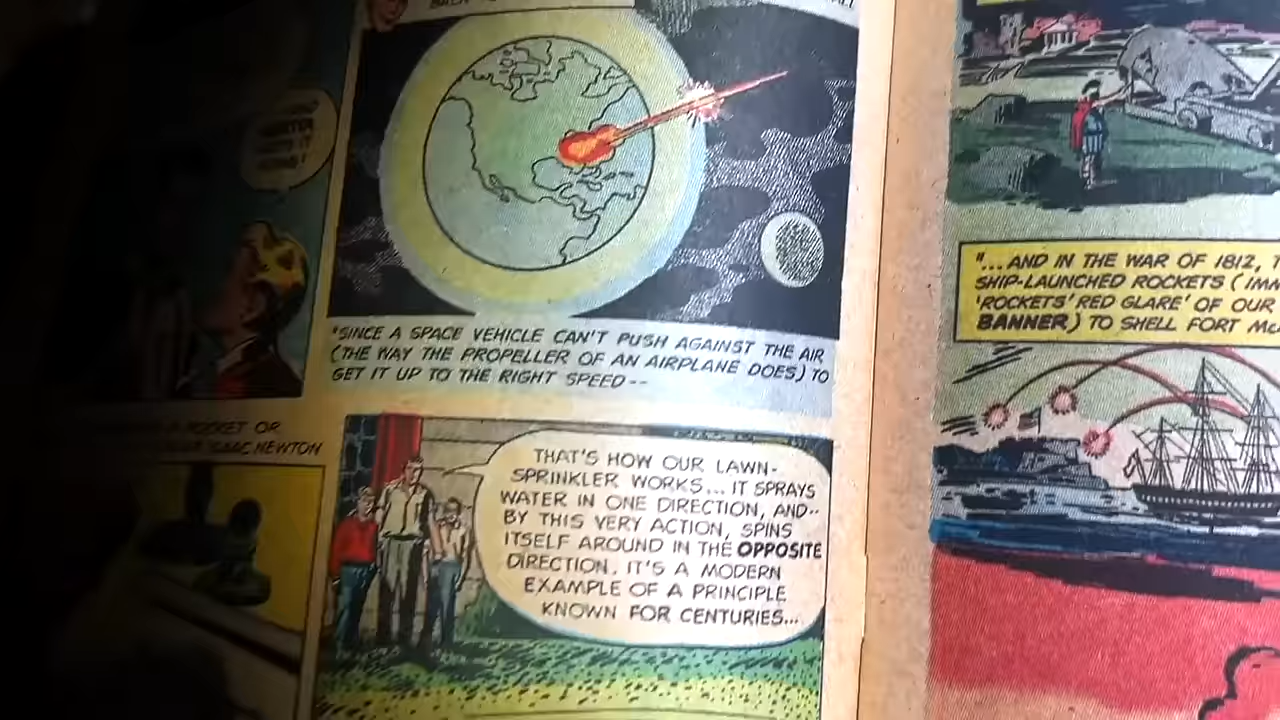 "SINCE A SPACE VEHICLE CAN'T PUSH AGAINST THE AIR
(THE WAY THE PROPELLER OF AN AIRPLANE DOES) TO
GET IT UP TO THE RIGHT SPEED--
ROCKET OR
ISAAC NEWTON
THAT'S HOW OUR LAWN-
SPRINKLER WORKS... IT SPRAYS
WATER IN ONE DIRECTION, AND--
BY THIS VERY ACTION, SPINS
ITSELF AROUND IN THE OPPOSITE
DIRECTION. IT'S A MODERN
EXAMPLE OF A PRINCIPLE
KNOWN FOR CENTURIES...
"...AND IN THE WAR OF 1812, T
SHIP-LAUNCHED ROCKETS (IMM
'ROCKETS' RED GLARE' OF OUR
BANNER) TO SHELL FORT MC